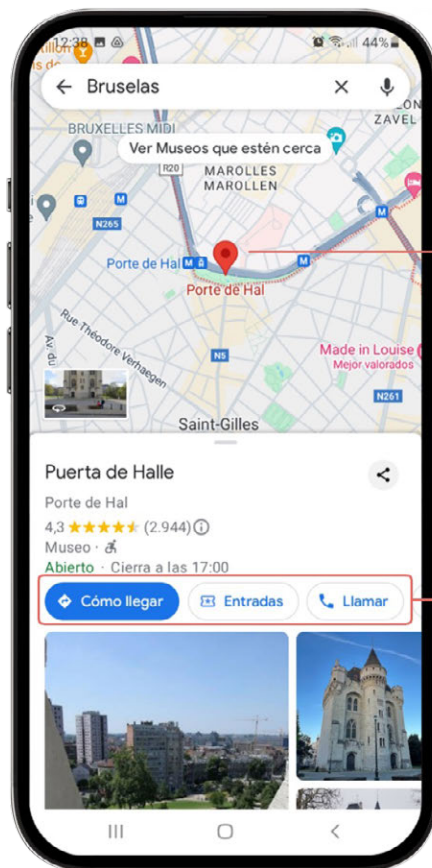 12:38
44%
Bruselas
ZAVEL
BRUXELLES MIDI
Ver Museos que estén cerca
R20
MAROLLES
MAROLLEN
M
M
N265
Porte de Hal M
M
Porte de Hal
Rue Théodore Verhaegen
Av. du
N5
Made in Louise
Mejor valorados
N261
Saint-Gilles
Puerta de Halle
Porte de Hal
4,3 (2.944)
Museo ·
Abierto · Cierra a las 17:00
Cómo llegar
Entradas
Llamar